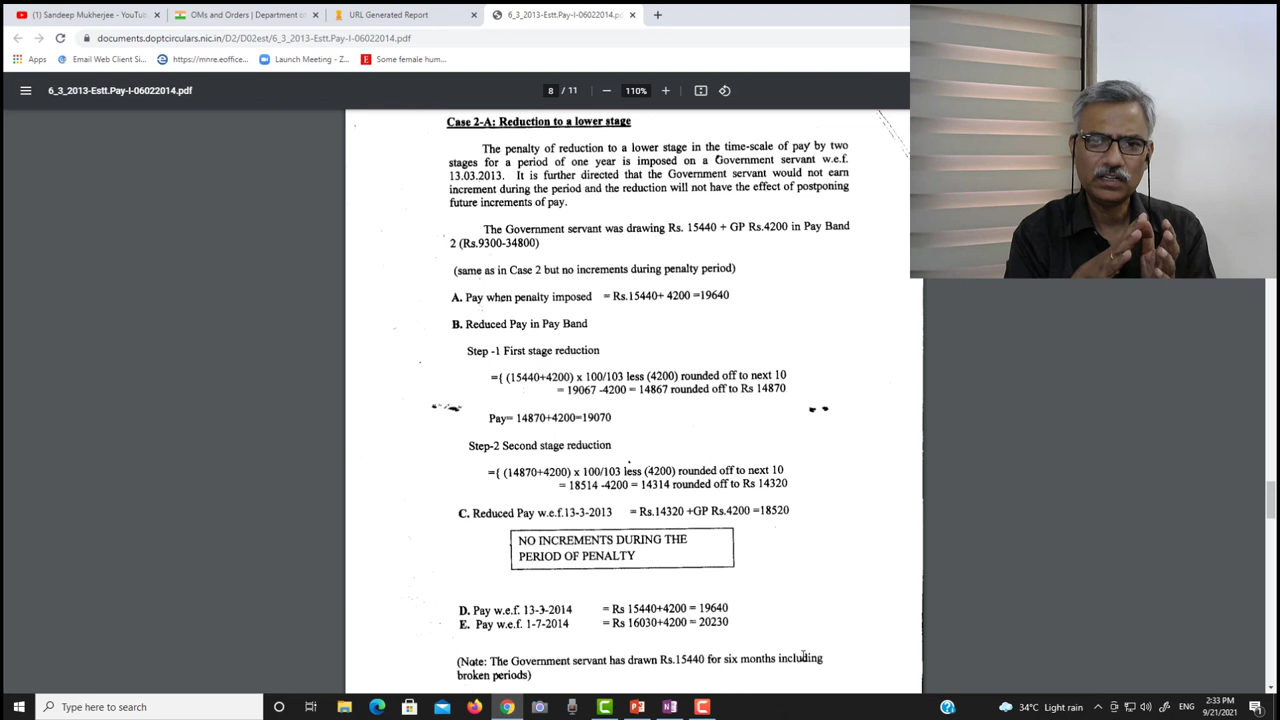 (1) Sandeep Mukherjee - YouTu
OMs and Orders | Department o
URL Generated Report
6_3_2013-Estt.Pay-I-06022014.pd
documents.doptcirculars.nic.in/D2/D02est/6_3_2013-Estt.Pay-I-06022014.pdf
Apps
Email Web Client Si...
https://mnre.eoffice...
Launch Meeting - Z...
Some female hum...
6_3_2013-Estt.Pay-I-06022014.pdf
8 / 11
110%
Case 2-A: Reduction to a lower stage
The penalty of reduction to a lower stage in the time-scale of pay by two
stages for a period of one year is imposed on a Government servant w.e.f.
13.03.2013. It is further directed that the Government servant would not earn
increment during the period and the reduction will not have the effect of postponing
future increments of pay.
The Government servant was drawing Rs. 15440 + GP Rs.4200 in Pay Band
2 (Rs.9300-34800)
(same as in Case 2 but no increments during penalty period)
A. Pay when penalty imposed = Rs.15440+ 4200 =19640
B. Reduced Pay in Pay Band
Step -1 First stage reduction
={ (15440+4200) x 100/103 less (4200) rounded off to next 10
= 19067 -4200 = 14867 rounded off to Rs 14870
Pay= 14870+4200=19070
Step-2 Second stage reduction
={ (14870+4200) x 100/103 less (4200) rounded off to next 10
= 18514 -4200 = 14314 rounded off to Rs 14320
C. Reduced Pay w.e.f.13-3-2013 = Rs.14320 +GP Rs.4200 =18520
NO INCREMENTS DURING THE
PERIOD OF PENALTY
D. Pay w.e.f. 13-3-2014 = Rs 15440+4200 = 19640
E. Pay w.e.f. 1-7-2014 = Rs 16030+4200 = 20230
(Note: The Government servant has drawn Rs.15440 for six months including
broken periods)
Type here to search
34°C Light rain
ENG
2:33 PM
9/21/2021